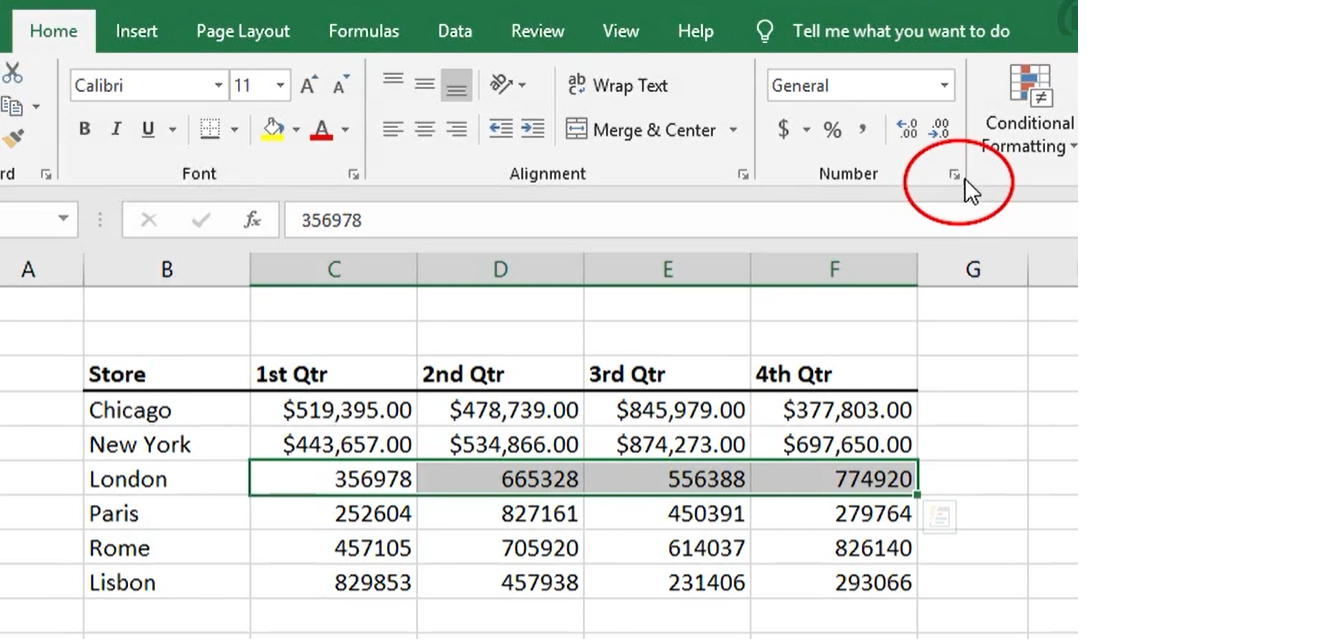 Home Insert Page Layout Formulas Data Review View Help Tell me what you want to do
Calibri 11 A A ab Wrap Text General
B I U A Merge & Center $ % , .00 .0 Conditional Formatting
rd Font Alignment Number
fx 356978
A B C D E F G
Store 1st Qtr 2nd Qtr 3rd Qtr 4th Qtr
Chicago $519,395.00 $478,739.00 $845,979.00 $377,803.00
New York $443,657.00 $534,866.00 $874,273.00 $697,650.00
London 356978 665328 556388 774920
Paris 252604 827161 450391 279764
Rome 457105 705920 614037 826140
Lisbon 829853 457938 231406 293066